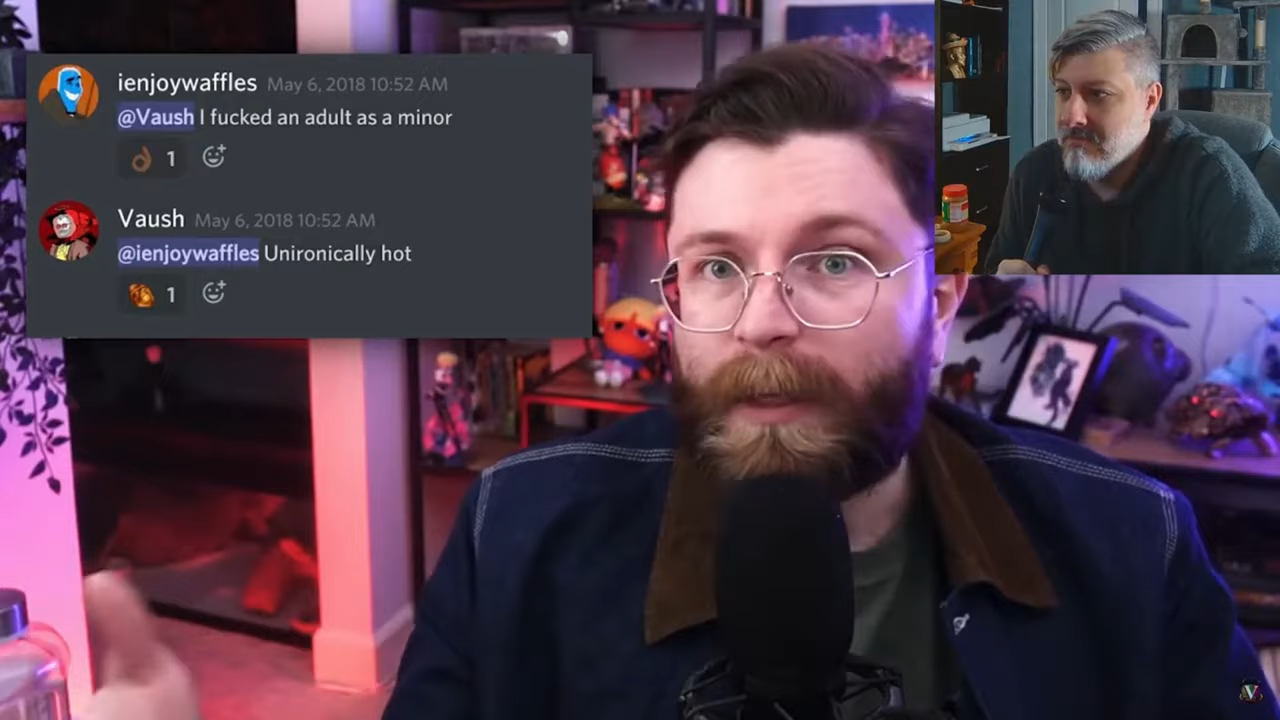 ienjoywaffles May 6, 2018 10:52 AM
@Vaush I fucked an adult as a minor
1
Vaush May 6, 2018 10:52 AM
@ienjoywaffles Unironically hot
1
V